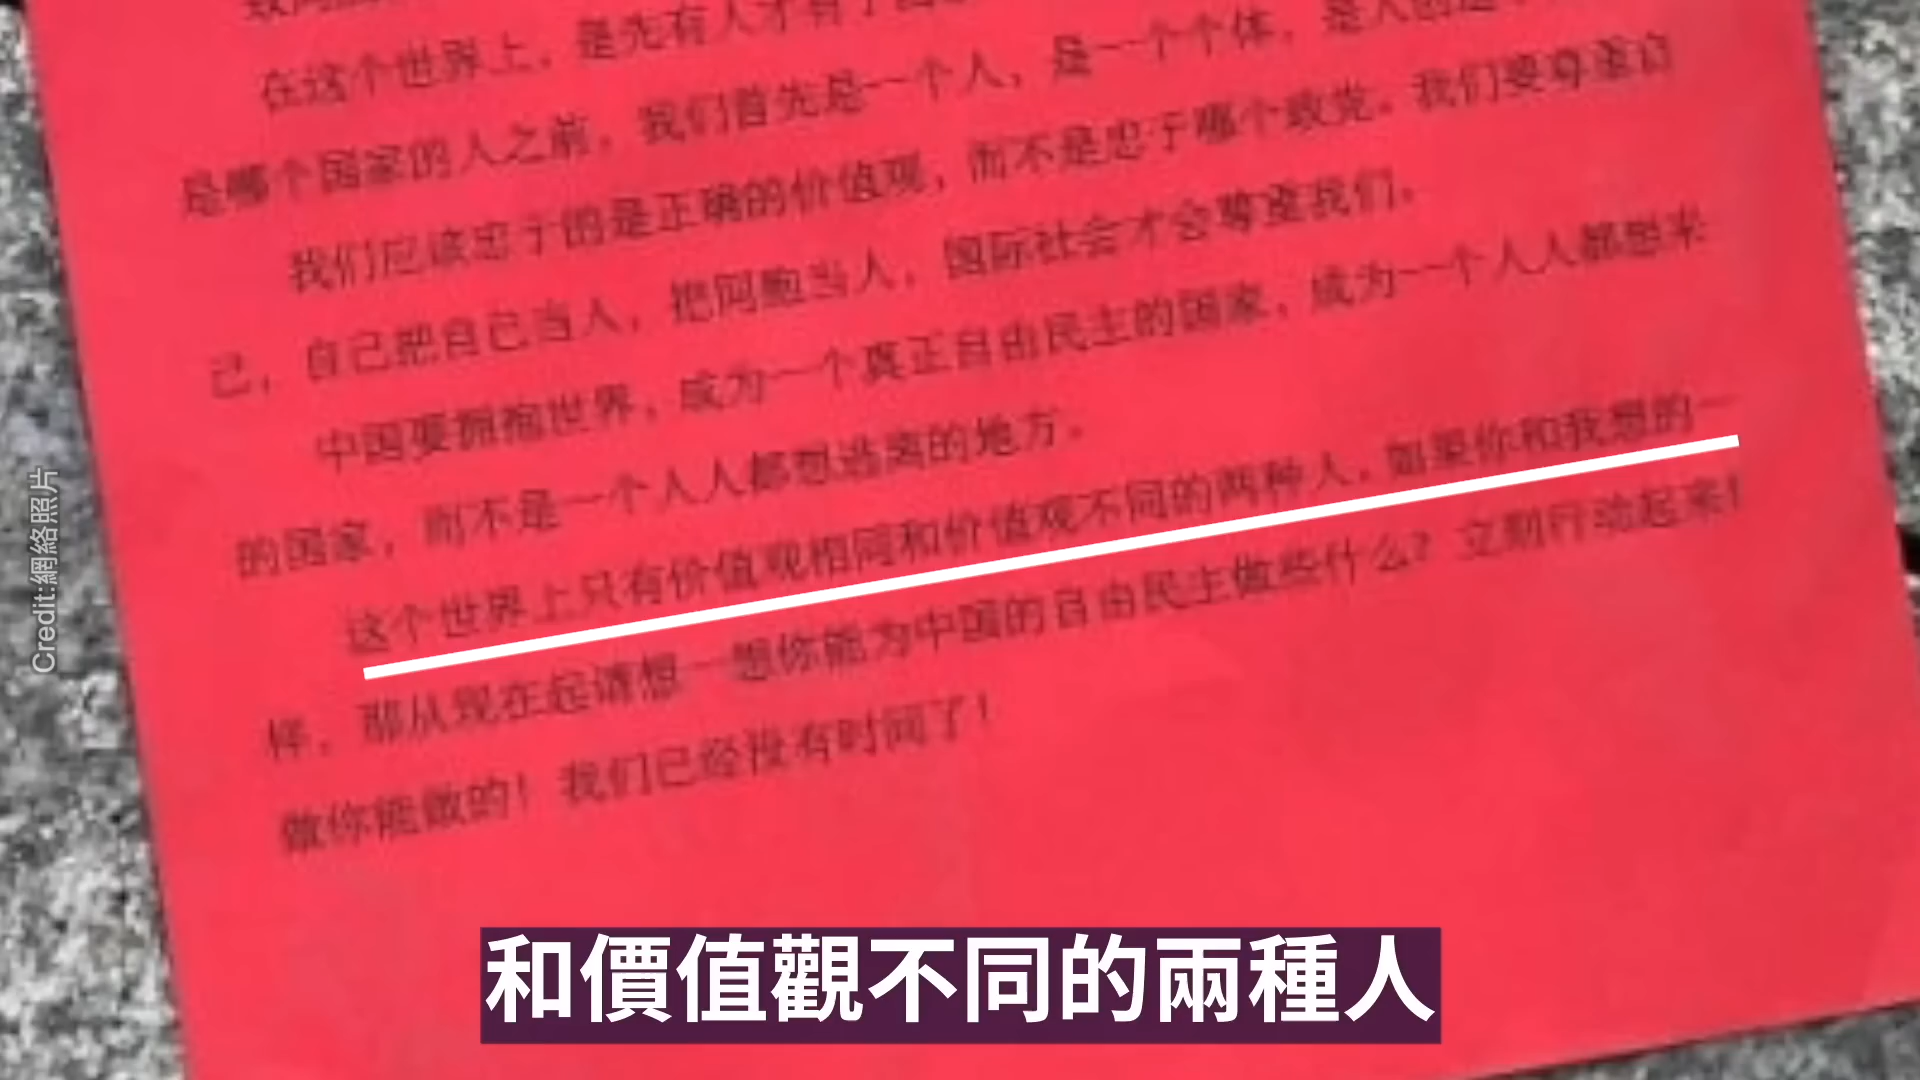 在这个世界上，是先有人才有了国
是哪个国家的人之前，我们首先是一个人，是一个个体，是人的
我们应该忠于的是正确的价值观，而不是忠于哪个政党。我们要尊重自
己，自己把自己当人，把同胞当人，国际社会才会尊重我们。
中国要拥抱世界，成为一个真正自由民主的国家，成为一个人人都想来
的国家，而不是一个人人都想逃离的地方。
这个世界上只有价值观相同和价值观不同的两种人，如果你和我想的一
样，那从现在起请想一想你能为中国的自由民主做些什么？立刻行动起来！
做你能做的！我们已经没有时间了！
Credit:網絡照片
和價值觀不同的兩種人